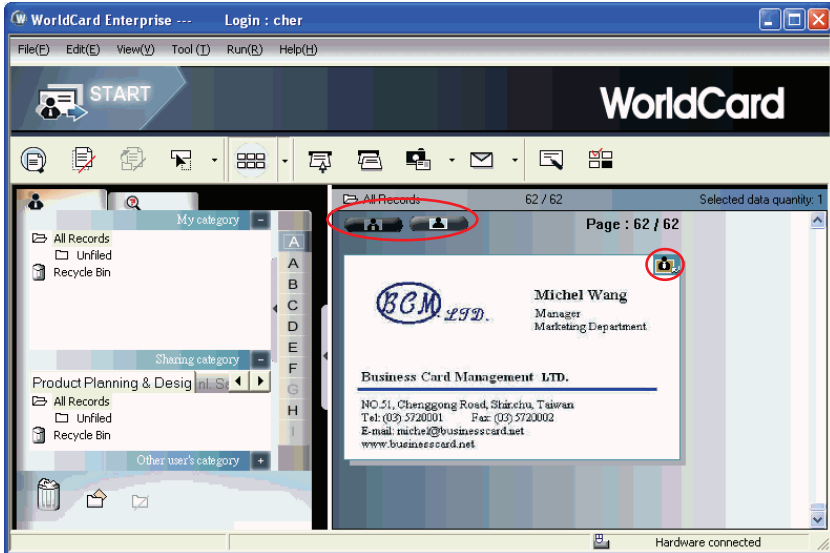 WorldCard Enterprise --- Login : cher
File(F) Edit(E) View(V) Tool (T) Run(R) Help(H)
START
WorldCard
All Records 62 / 62 Selected data quantity: 1
My category
Page : 62 / 62
All Records
Unfiled
Recycle Bin
A
A
B
C
D
E
F
G
H
I
BCM. LTD.
Michel Wang
Manager
Marketing Department
Business Card Management LTD.
NO.51, Chenggong Road, Shinchu, Taiwan
Tel: (03) 5720001 Fax: (03) 5720002
E-mail: michel@businesscard.net
www.businesscard.net
Sharing category
Product Planning & Desig
All Records
Unfiled
Recycle Bin
Other user's category
Hardware connected